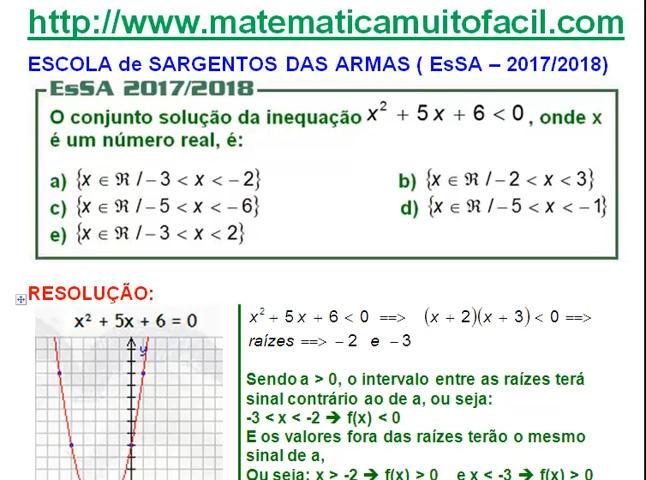 http://www.matematicamuitofacil.com
ESCOLA de SARGENTOS DAS ARMAS ( EsSA – 2017/2018)
EsSA 2017/2018
O conjunto solução da inequação x² + 5x + 6 < 0 , onde x
é um número real, é:
a) {x ∈ ℜ / – 3 < x < – 2}
b) {x ∈ ℜ / – 2 < x < 3}
c) {x ∈ ℜ / – 5 < x < – 6}
d) {x ∈ ℜ / – 5 < x < – 1}
e) {x ∈ ℜ / – 3 < x < 2}
RESOLUÇÃO:
x² + 5x + 6 = 0
y
x² + 5x + 6 < 0 ==> (x + 2)(x + 3) < 0 ==>
raízes ==> – 2 e – 3
Sendo a > 0, o intervalo entre as raízes terá
sinal contrário ao de a, ou seja:
-3 < x < -2 → f(x) < 0
E os valores fora das raízes terão o mesmo
sinal de a,
Ou seja: x > -2 → f(x) > 0 e x < -3 → f(x) > 0